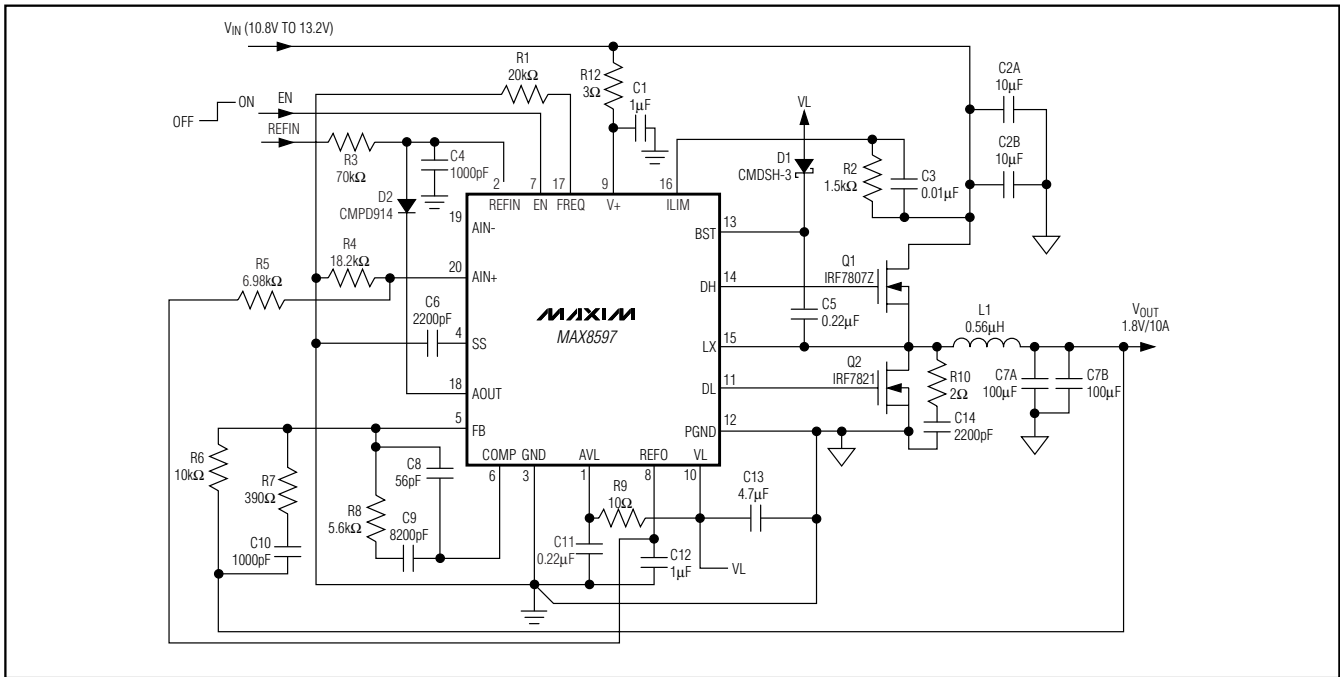 VIN (10.8V TO 13.2V)
R1
20kΩ
R12
3Ω
C1
1µF
C2A
10µF
C2B
10µF
OFF
ON
EN
REFIN
R3
70kΩ
C4
1000pF
D2
CMPD914
VL
D1
CMDSH-3
R2
1.5kΩ
C3
0.01µF
2
REFIN
7
EN
17
FREQ
9
V+
16
ILIM
19
AIN-
20
AIN+
4
SS
18
AOUT
5
FB
13
BST
14
DH
15
LX
11
DL
12
PGND
MAXIM
MAX8597
R4
18.2kΩ
R5
6.98kΩ
C6
2200pF
Q1
IRF7807Z
C5
0.22µF
L1
0.56µH
VOUT
1.8V/10A
Q2
IRF7821
R10
2Ω
C14
2200pF
C7A
100µF
C7B
100µF
COMP
6
GND
3
AVL
1
REFO
8
VL
10
R6
10kΩ
R7
390Ω
C10
1000pF
R8
5.6kΩ
C8
56pF
C9
8200pF
R9
10Ω
C11
0.22µF
C12
1µF
C13
4.7µF
VL